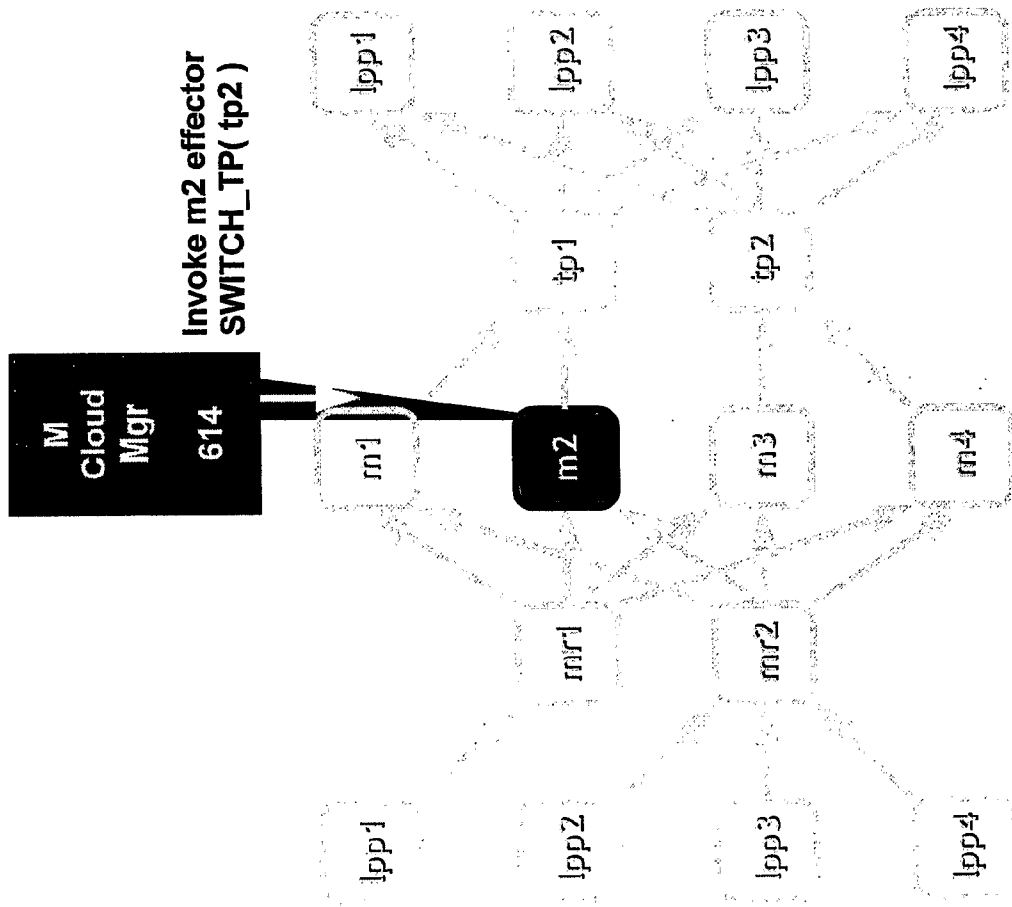 M
Cloud
Mgr
614
Invoke m2 effector
SWITCH_TP( tp2 )
lpp1
m1
lpp1
lpp2
mr1
m2
tp1
lpp2
lpp3
mr2
m3
tp2
lpp3
lpp4
m4
lpp4